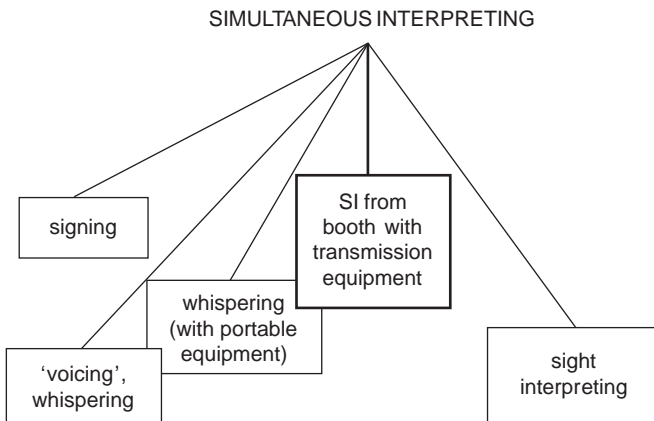 SIMULTANEOUS INTERPRETING
signing
SI from
booth with
transmission
equipment
whispering
(with portable
equipment)
‘voicing’,
whispering
sight
interpreting